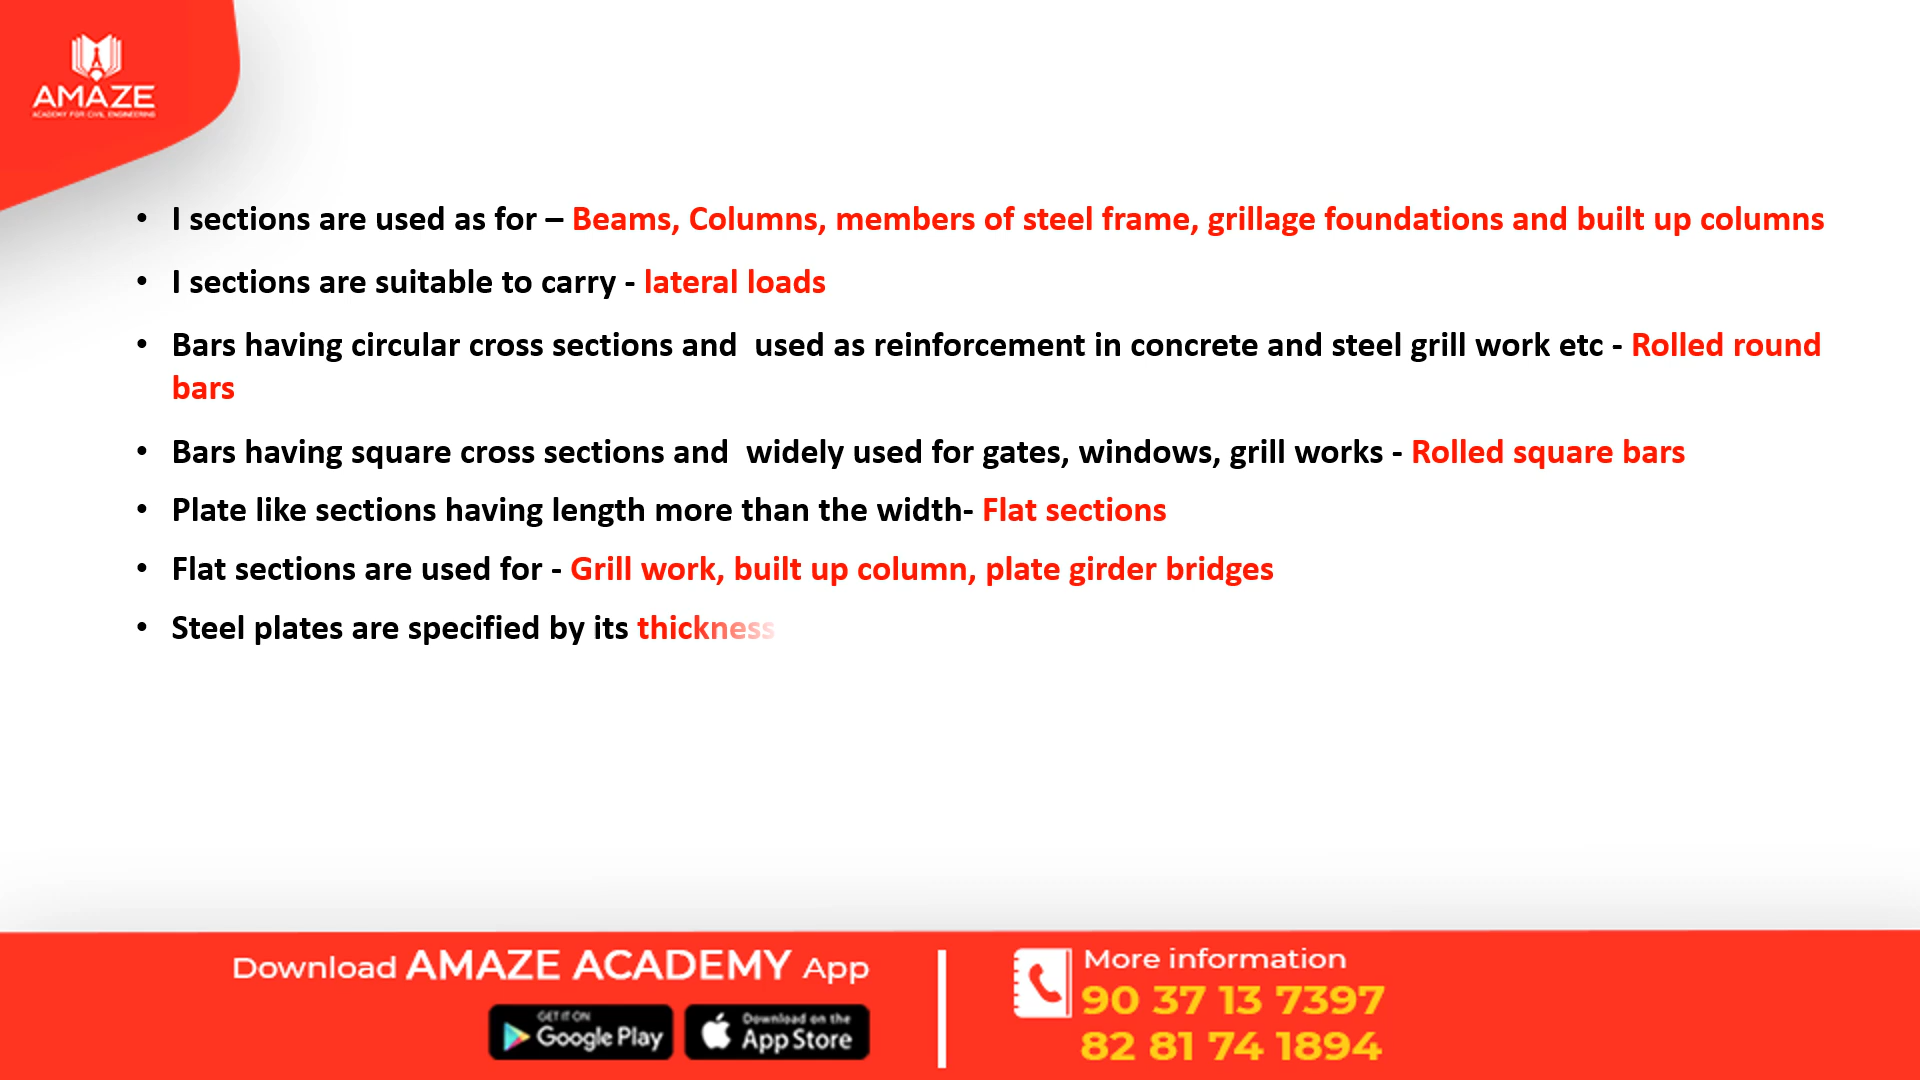 AMAZE
ACADEMY FOR CIVIL ENGINEERING
• I sections are used as for – Beams, Columns, members of steel frame, grillage foundations and built up columns
• I sections are suitable to carry - lateral loads
• Bars having circular cross sections and  used as reinforcement in concrete and steel grill work etc - Rolled round
bars
• Bars having square cross sections and  widely used for gates, windows, grill works - Rolled square bars
• Plate like sections having length more than the width- Flat sections
• Flat sections are used for - Grill work, built up column, plate girder bridges
• Steel plates are specified by its thickness
Download AMAZE ACADEMY App
GET IT ON
Google Play
Download on the
App Store
More information
90 37 13 7397
82 81 74 1894